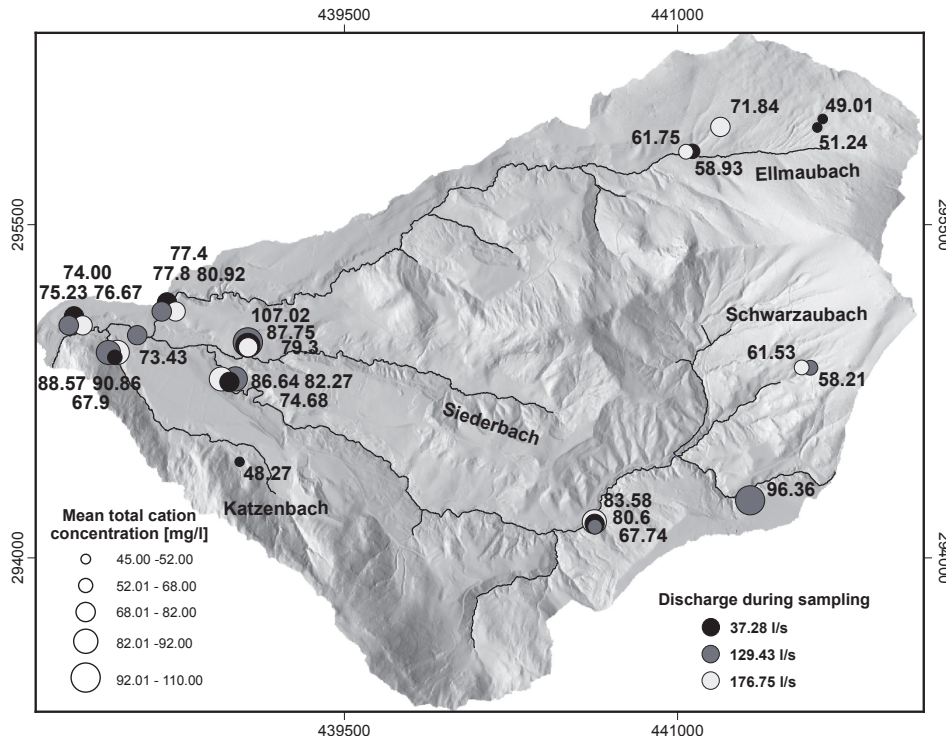 439500 441000
71.84
49.01
61.75
51.24
58.93
Ellmaubach
295500
295500
77.4
74.00
77.8 80.92
75.23 76.67
107.02
87.75
79.3
73.43
Schwarzaubach
61.53
58.21
88.57 90.86
67.9
86.64 82.27
74.68
Siederbach
48.27
Katzenbach
83.58
80.6
67.74
96.36
294000
294000
Mean total cation
concentration [mg/l]
45.00 -52.00
52.01 - 68.00
68.01 - 82.00
82.01 -92.00
92.01 - 110.00
Discharge during sampling
37.28 l/s
129.43 l/s
176.75 l/s
439500 441000